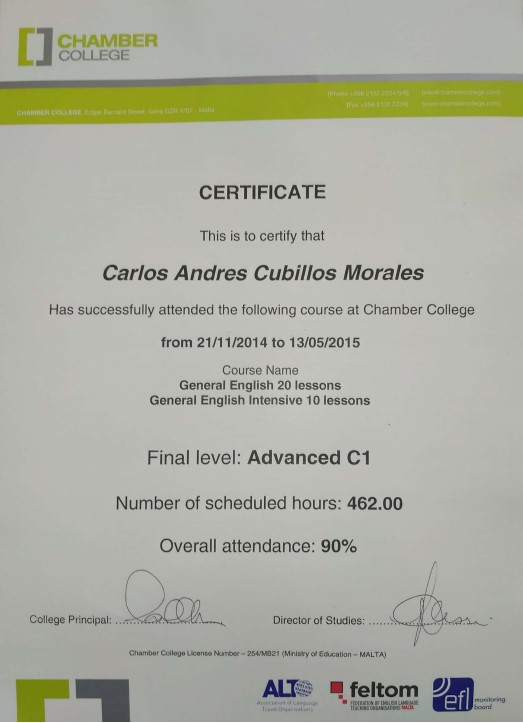 CHAMBER
COLLEGE
CHAMBER COLLEGE, Edgar Bernard Street, Gzira GZR 1702 - Malta
CERTIFICATE
This is to certify that
Carlos Andres Cubillos Morales
Has successfully attended the following course at Chamber College
from 21/11/2014 to 13/05/2015
Course Name
General English 20 lessons
General English Intensive 10 lessons
Final level: Advanced C1
Number of scheduled hours: 462.00
Overall attendance: 90%
College Principal:
Director of Studies:
Chamber College License Number – 254/MB21 (Ministry of Education – MALTA)
ALTO
Association of Language
Travel Organisations
feltom
FEDERATION OF ENGLISH LANGUAGE
TEACHING ORGANISATIONS MALTA
efl monitoring
board